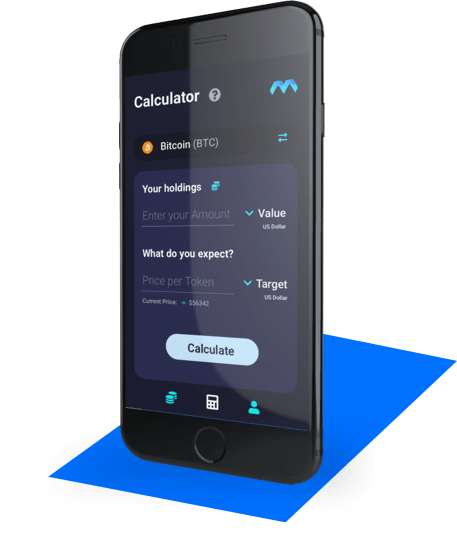 Calculator ?
Bitcoin (BTC)
Your holdings
Enter your Amount
Value
US Dollar
What do you expect?
Price per Token
Target
US Dollar
Current Price: $56342
Calculate